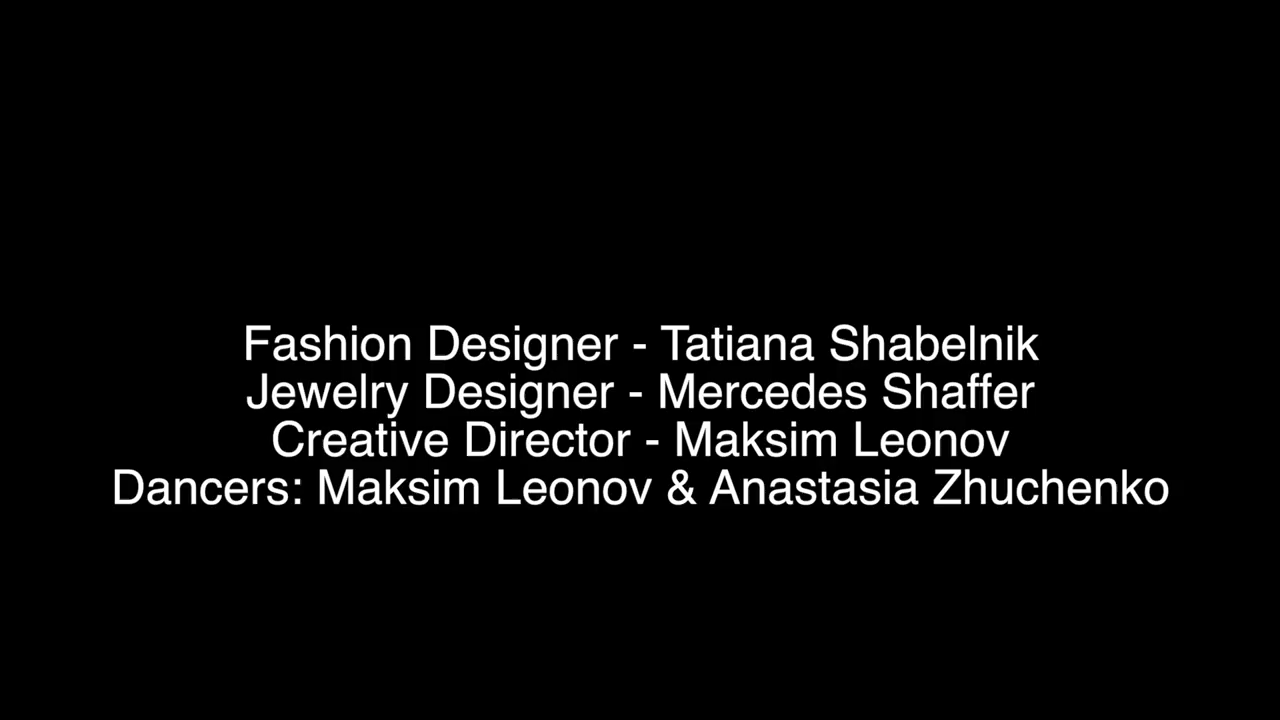 Fashion Designer - Tatiana Shabelnik
Jewelry Designer - Mercedes Shaffer
Creative Director - Maksim Leonov
Dancers: Maksim Leonov & Anastasia Zhuchenko